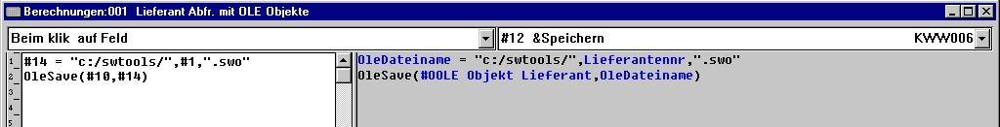 Berechnungen:001 Lieferant Abfr. mit OLE Objekte
Beim klik auf Feld
#12 &Speichern KWW006
1 #14 = "c:/swtools/",#1,".swo"
2 OleSave(#10,#14)
3
4
5
OleDateiname = "c:/swtools/",Lieferantennr,".swo"
OleSave(#OOLE Objekt Lieferant,OleDateiname)